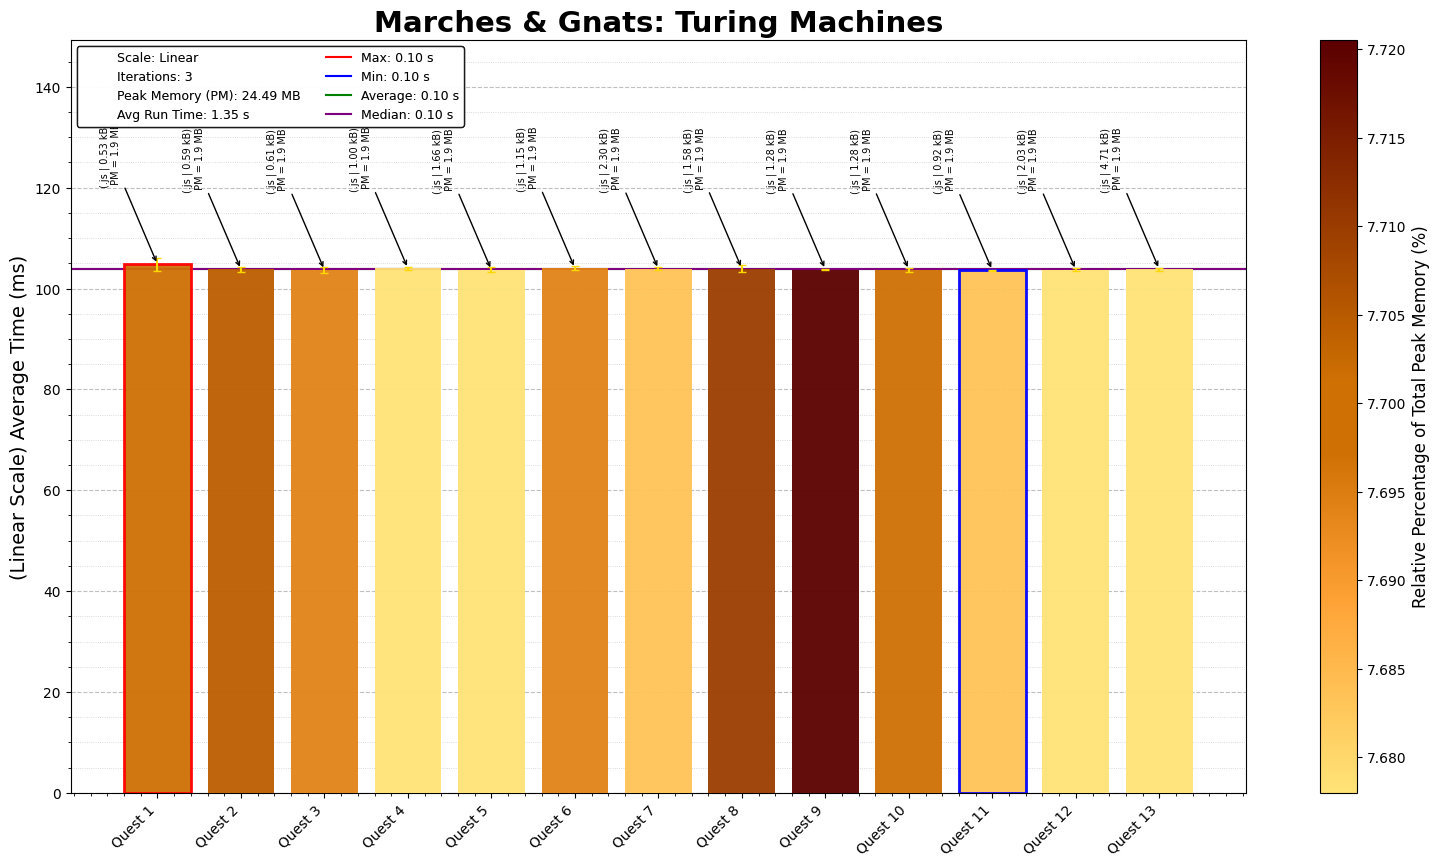 Marches & Gnats: Turing Machines
Scale: Linear
Iterations: 3
Peak Memory (PM): 24.49 MB
Avg Run Time: 1.35 s
Max: 0.10 s
Min: 0.10 s
Average: 0.10 s
Median: 0.10 s
(.js | 0.53 kB)
PM = 1.9 MB
(.js | 0.59 kB)
PM = 1.9 MB
(.js | 0.61 kB)
PM = 1.9 MB
(.js | 1.00 kB)
PM = 1.9 MB
(.js | 1.66 kB)
PM = 1.9 MB
(.js | 1.15 kB)
PM = 1.9 MB
(.js | 2.30 kB)
PM = 1.9 MB
(.js | 1.58 kB)
PM = 1.9 MB
(.js | 1.28 kB)
PM = 1.9 MB
(.js | 1.28 kB)
PM = 1.9 MB
(.js | 0.92 kB)
PM = 1.9 MB
(.js | 2.03 kB)
PM = 1.9 MB
(.js | 4.71 kB)
PM = 1.9 MB
(Linear Scale) Average Time (ms)
140
120
100
80
60
40
20
0
Quest 1
Quest 2
Quest 3
Quest 4
Quest 5
Quest 6
Quest 7
Quest 8
Quest 9
Quest 10
Quest 11
Quest 12
Quest 13
7.720
7.715
7.710
7.705
7.700
7.695
7.690
7.685
7.680
Relative Percentage of Total Peak Memory (%)